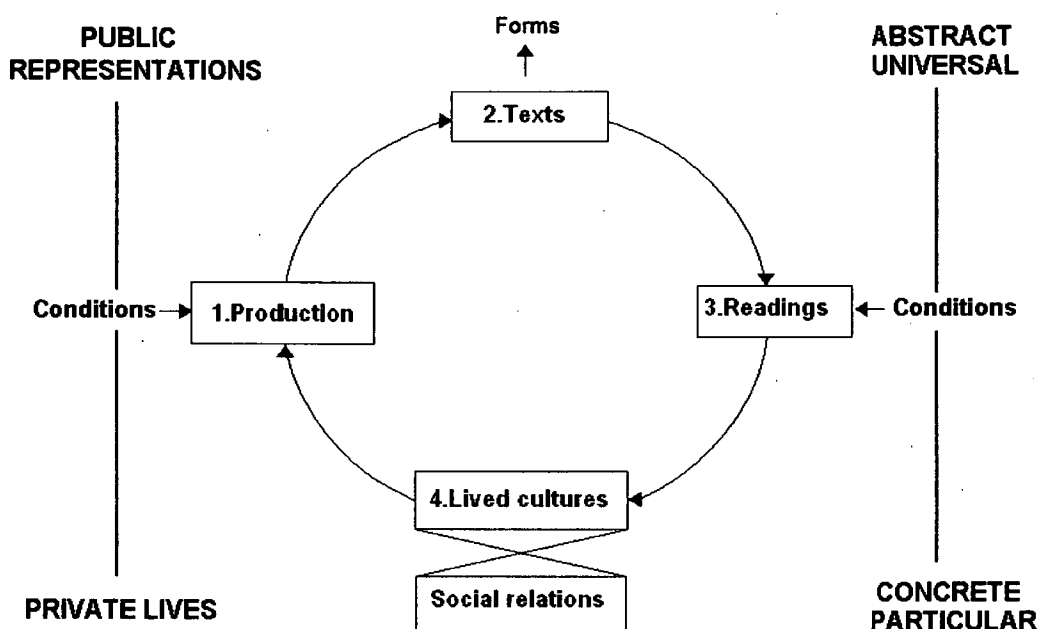 Forms
PUBLIC
REPRESENTATIONS
ABSTRACT
UNIVERSAL
2.Texts
Conditions
1.Production
3.Readings
Conditions
4.Lived cultures
Social relations
PRIVATE LIVES
CONCRETE
PARTICULAR